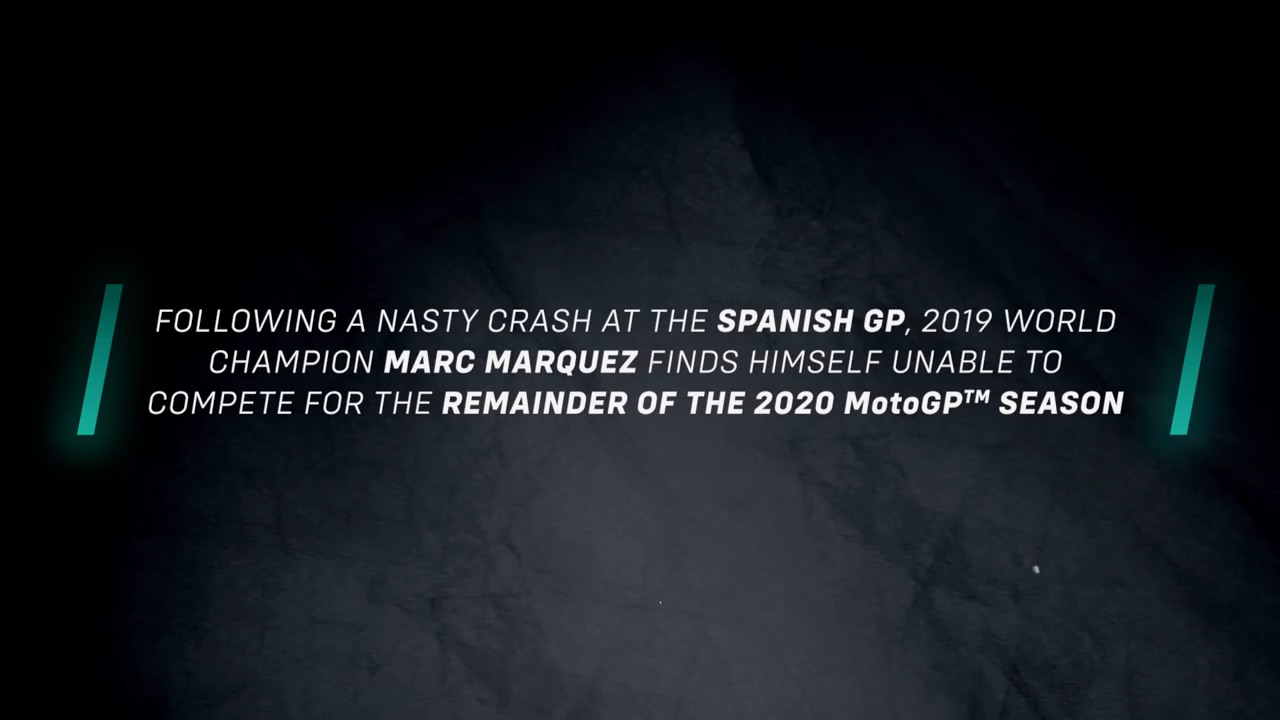 FOLLOWING A NASTY CRASH AT THE SPANISH GP, 2019 WORLD
CHAMPION MARC MARQUEZ FINDS HIMSELF UNABLE TO
COMPETE FOR THE REMAINDER OF THE 2020 MotoGP™ SEASON